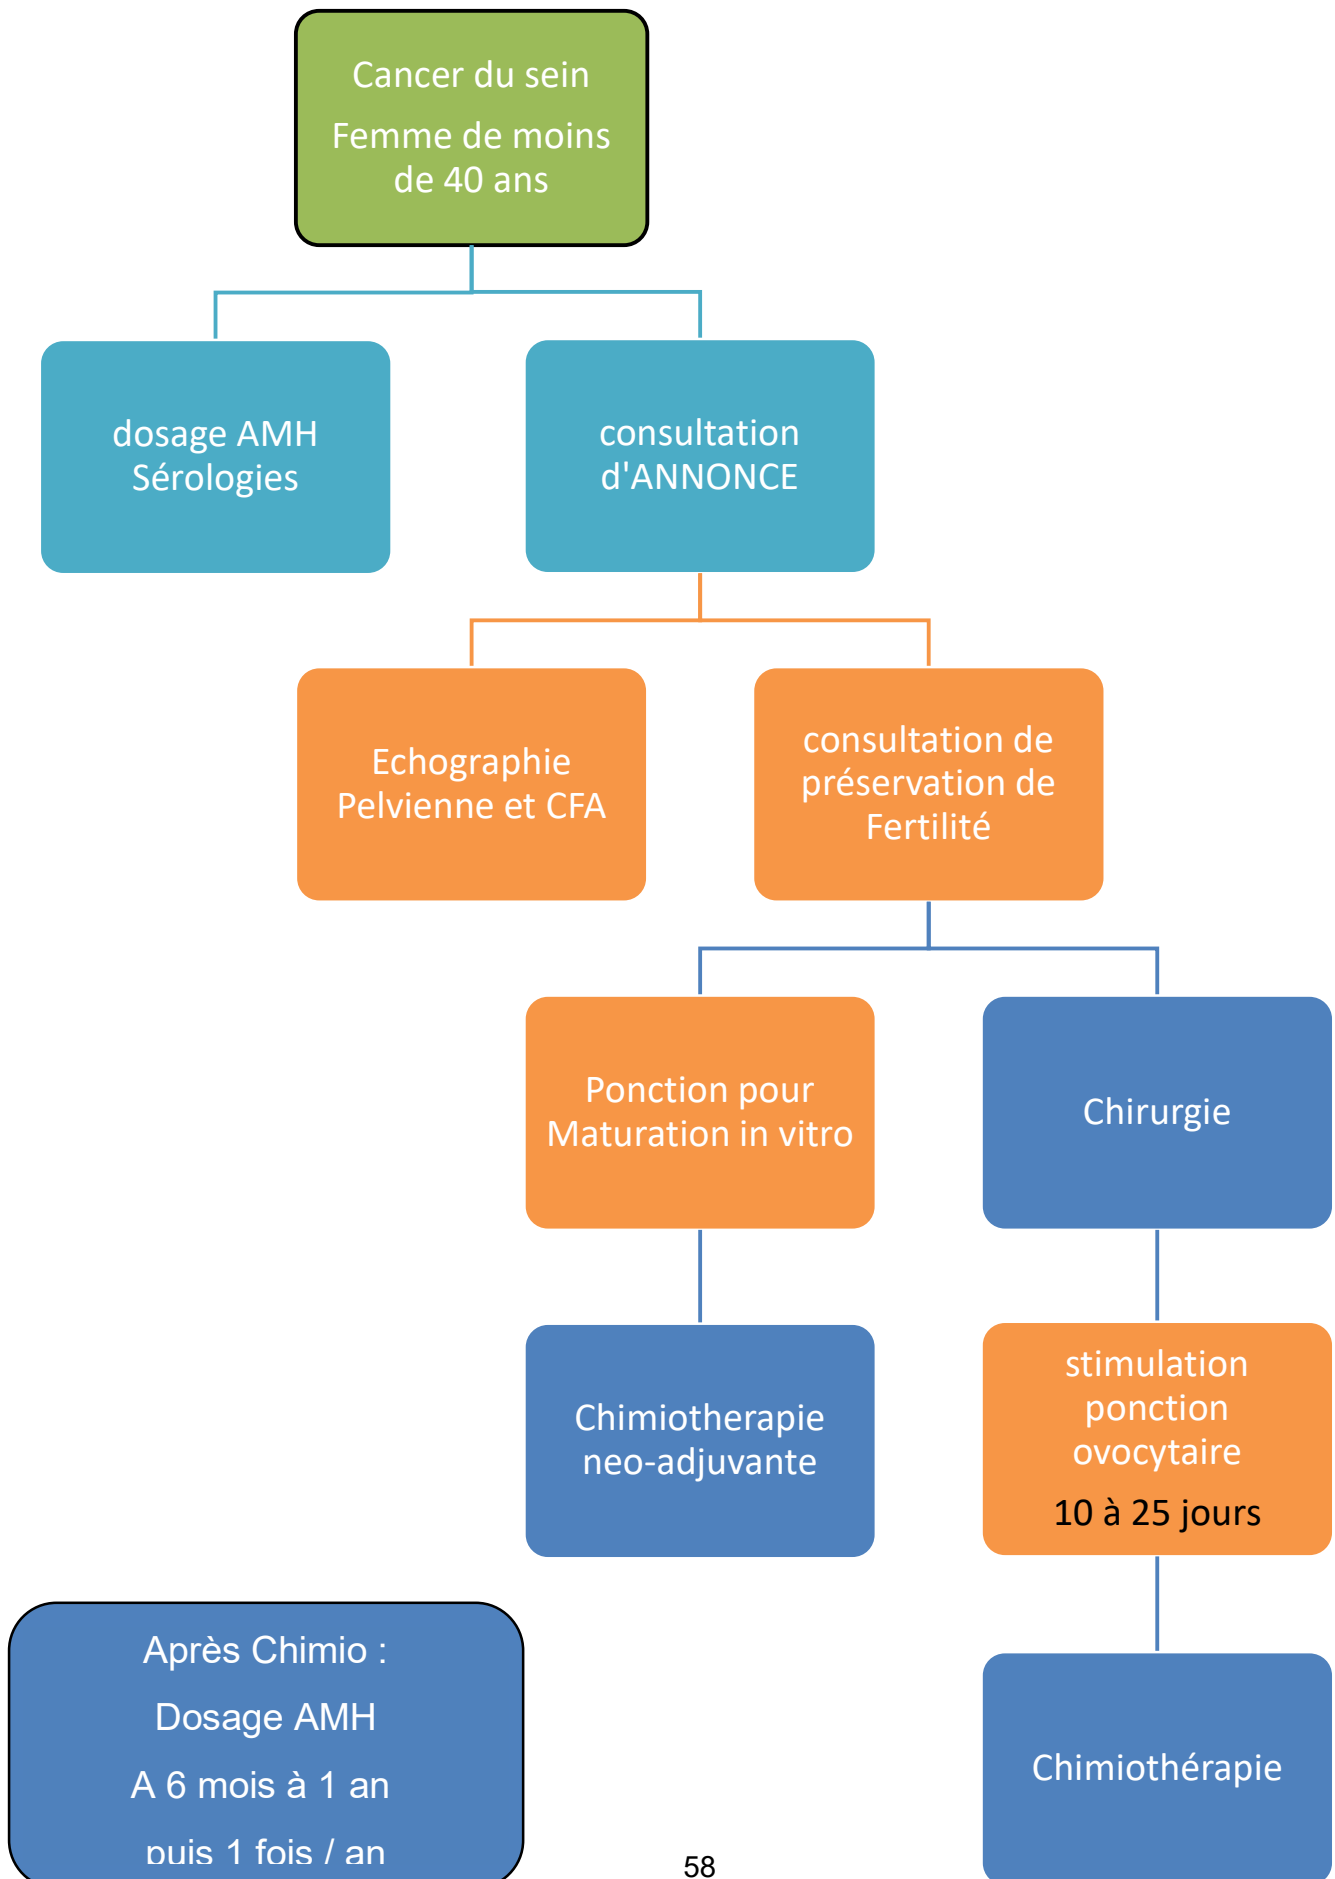 Cancer du sein
Femme de moins
de 40 ans
dosage AMH
Sérologies
consultation
d'ANNONCE
Echographie
Pelvienne et CFA
consultation de
préservation de
Fertilité
Ponction pour
Maturation in vitro
Chirurgie
Chimiotherapie
neo-adjuvante
stimulation
ponction
ovocytaire
10 à 25 jours
Après Chimio :
Dosage AMH
A 6 mois à 1 an
puis 1 fois / an
Chimiothérapie
58